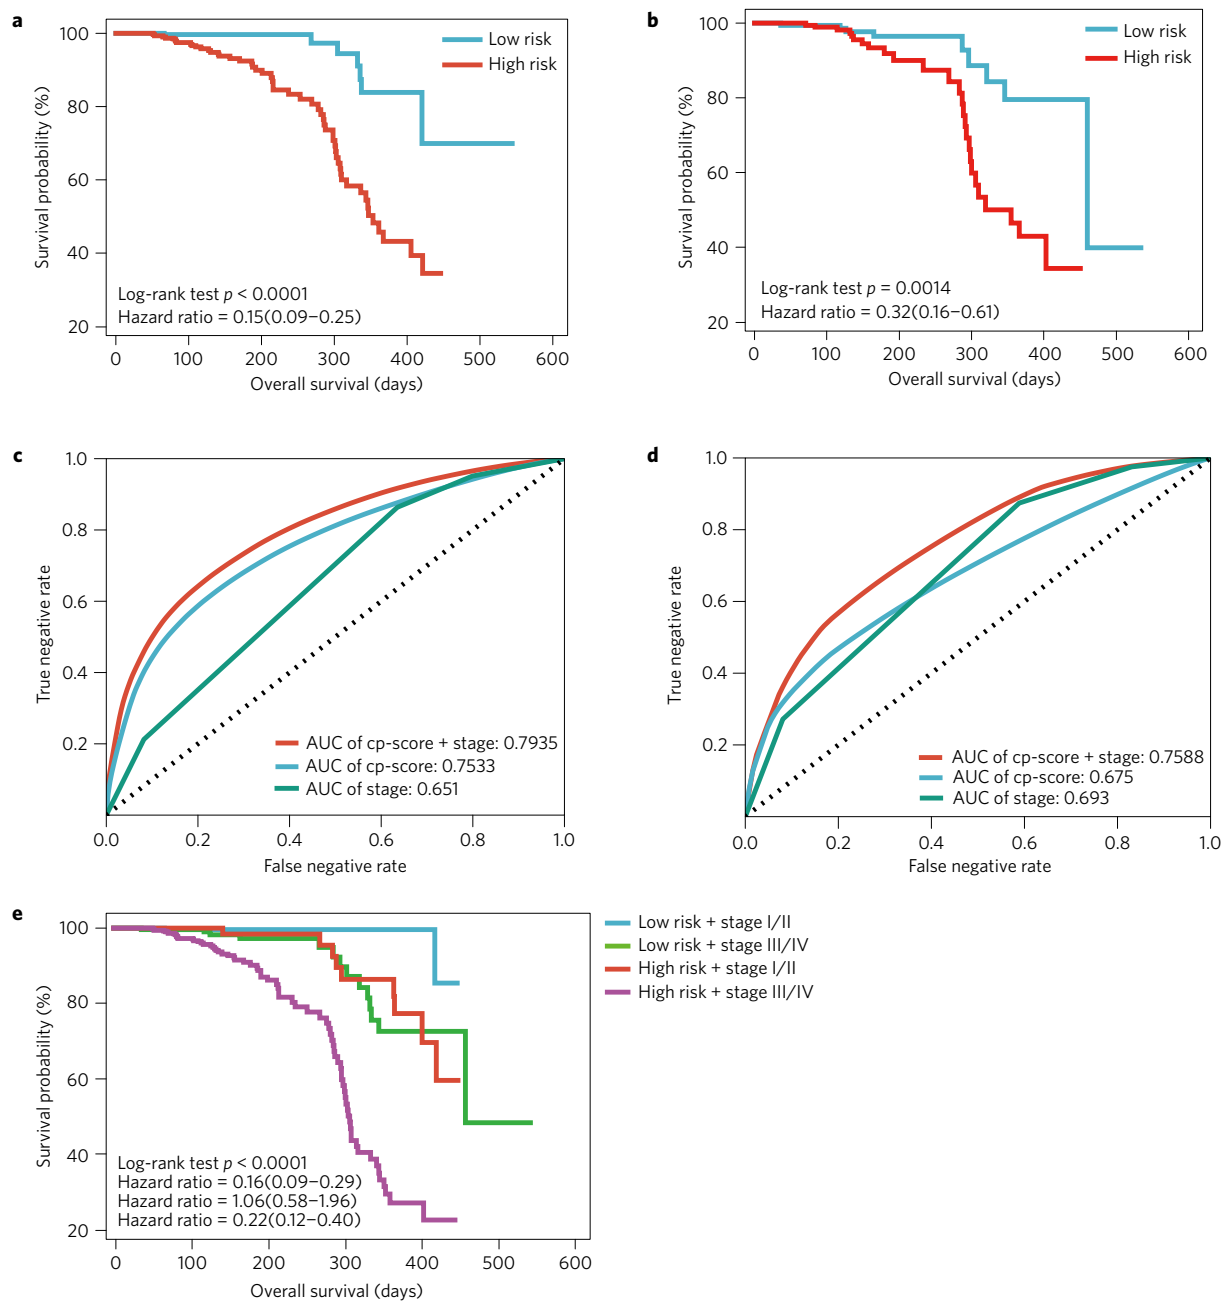 a
100
80
60
40
20
Survival probability (%)
Low risk
High risk
Log-rank test p < 0.0001
Hazard ratio = 0.15(0.09–0.25)
0 100 200 300 400 500 600
Overall survival (days)
b
100
80
60
40
20
Survival probability (%)
Low risk
High risk
Log-rank test p = 0.0014
Hazard ratio = 0.32(0.16–0.61)
0 100 200 300 400 500 600
Overall survival (days)
c
1.0
0.8
0.6
0.4
0.2
True negative rate
AUC of cp-score + stage: 0.7935
AUC of cp-score: 0.7533
AUC of stage: 0.651
0.0 0.2 0.4 0.6 0.8 1.0
False negative rate
d
1.0
0.8
0.6
0.4
0.2
True negative rate
AUC of cp-score + stage: 0.7588
AUC of cp-score: 0.675
AUC of stage: 0.693
0.0 0.2 0.4 0.6 0.8 1.0
False negative rate
e
100
80
60
40
20
Survival probability (%)
Low risk + stage I/II
Low risk + stage III/IV
High risk + stage I/II
High risk + stage III/IV
Log-rank test p < 0.0001
Hazard ratio = 0.16(0.09–0.29)
Hazard ratio = 1.06(0.58–1.96)
Hazard ratio = 0.22(0.12–0.40)
0 100 200 300 400 500 600
Overall survival (days)